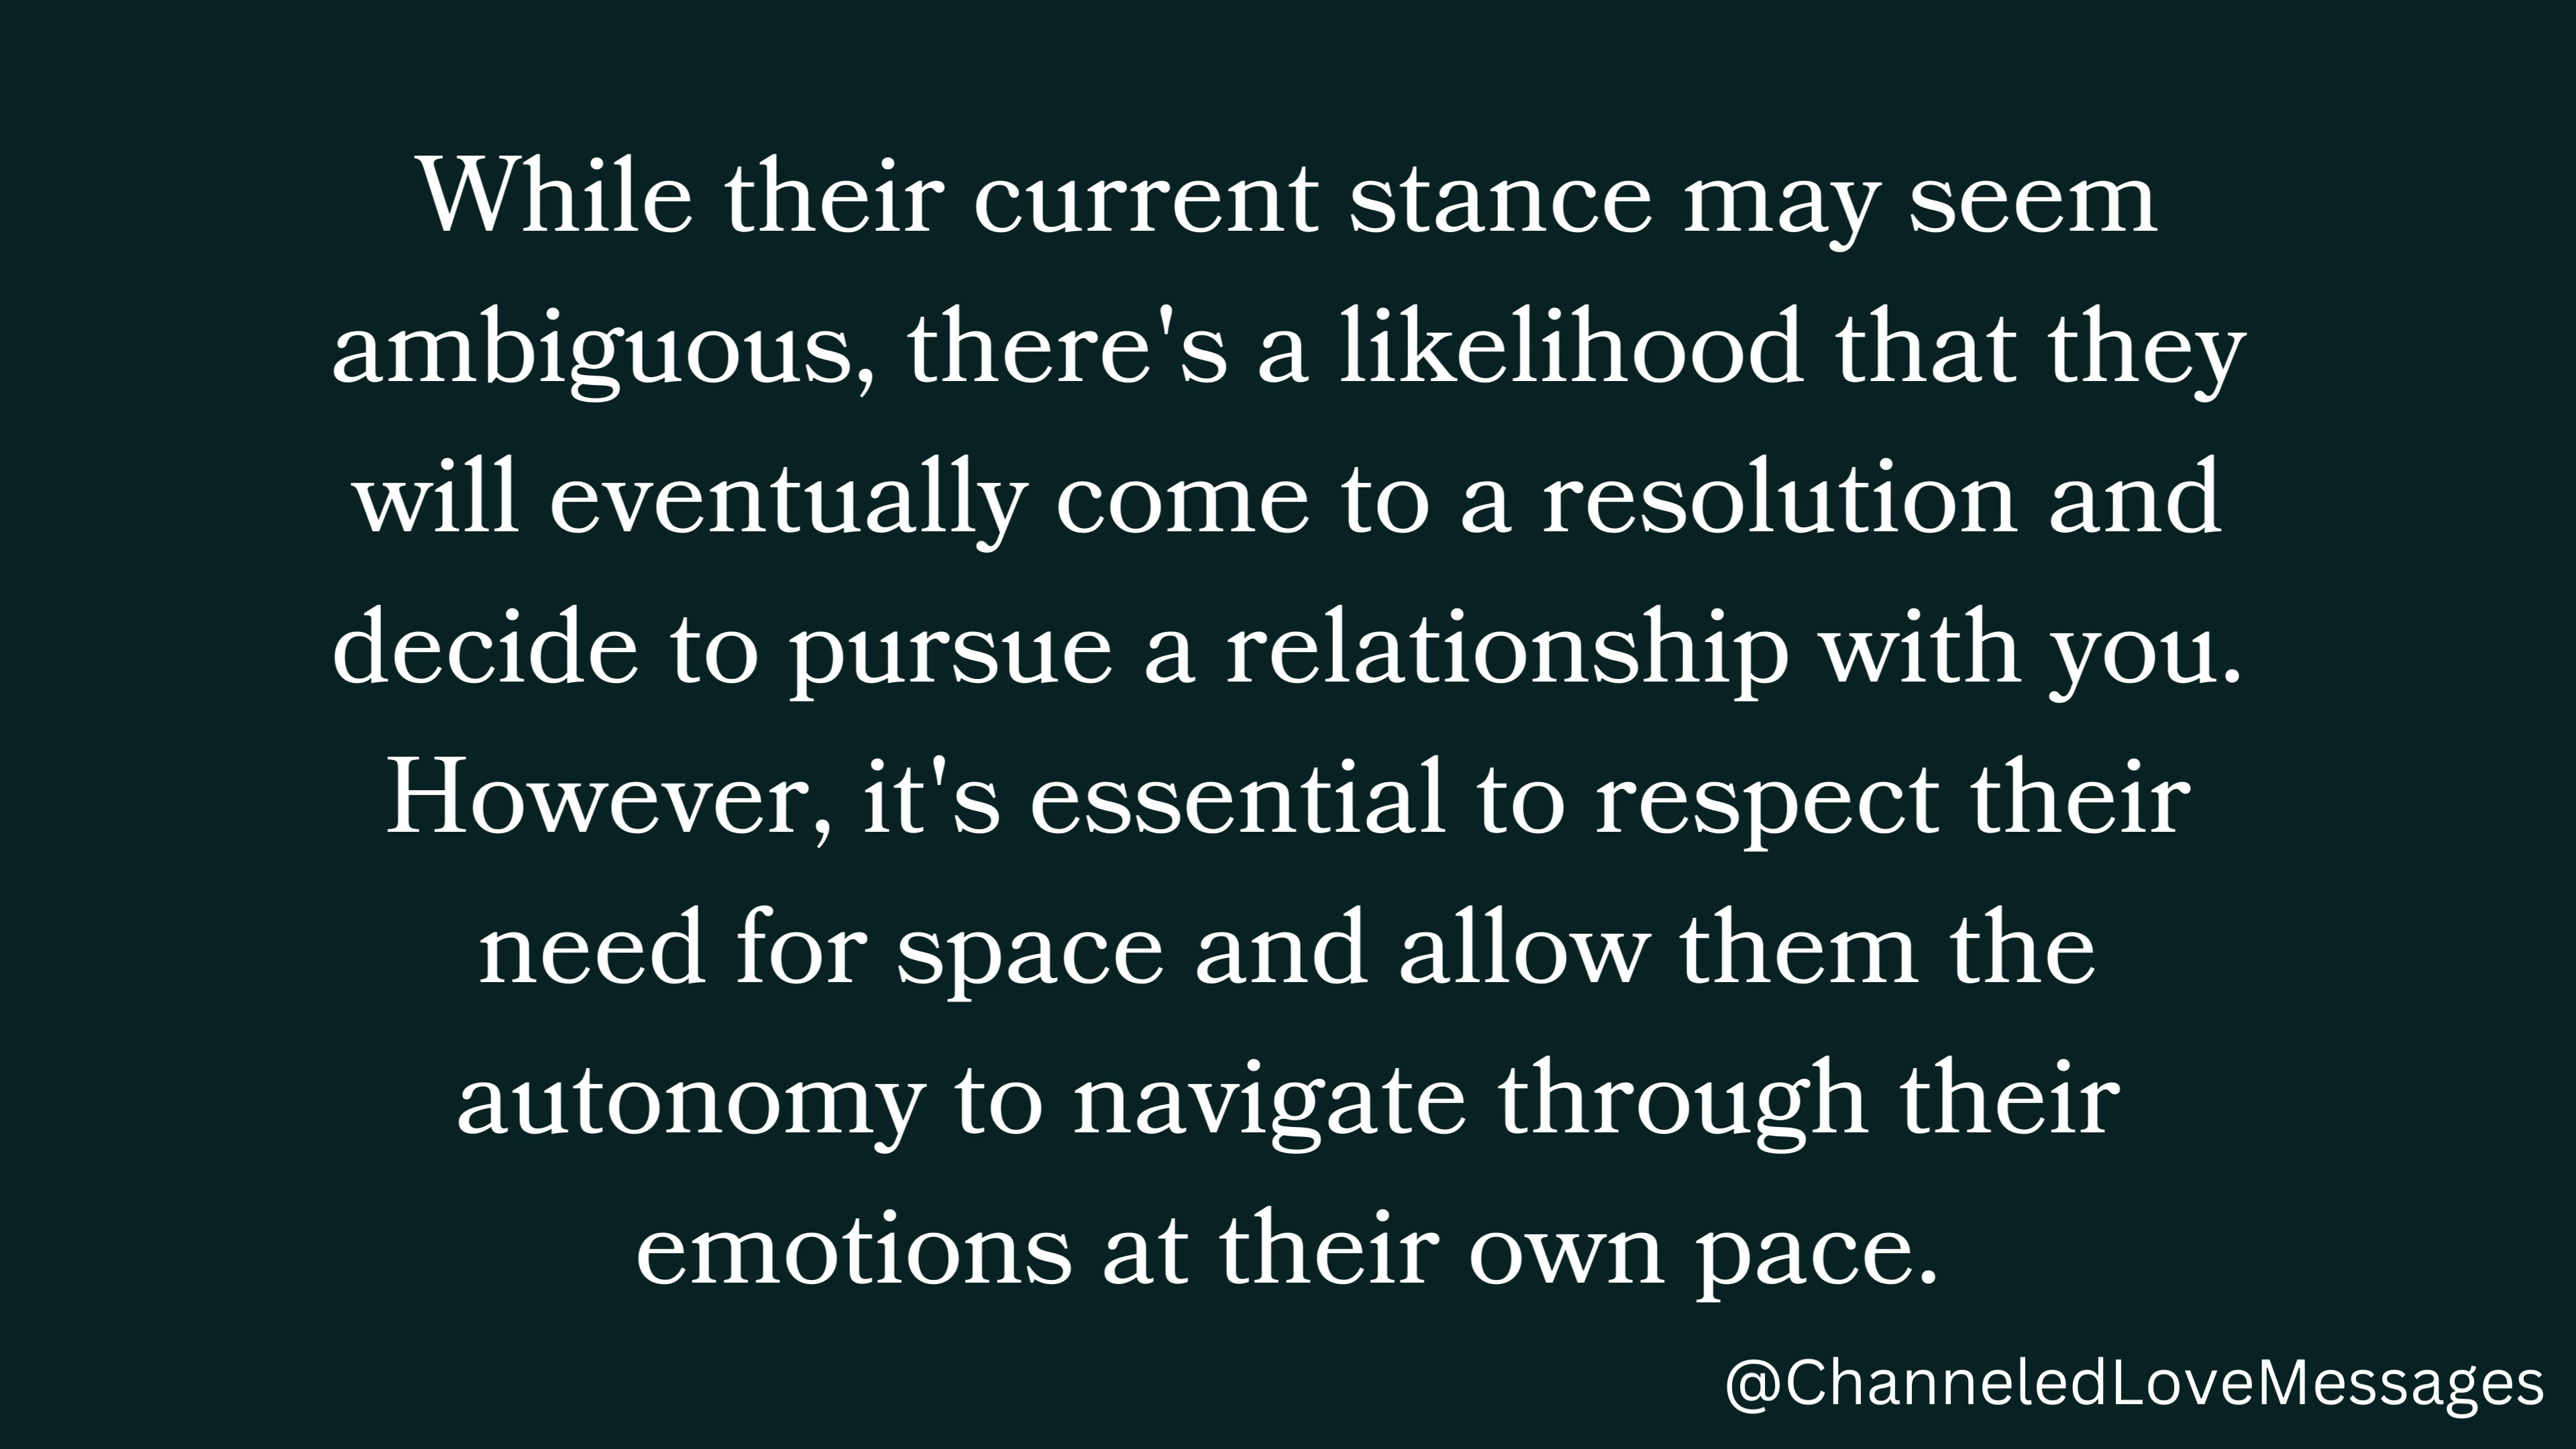 While their current stance may seem
ambiguous, there's a likelihood that they
will eventually come to a resolution and
decide to pursue a relationship with you.
However, it's essential to respect their
need for space and allow them the
autonomy to navigate through their
emotions at their own pace.
@ChanneledLoveMessages